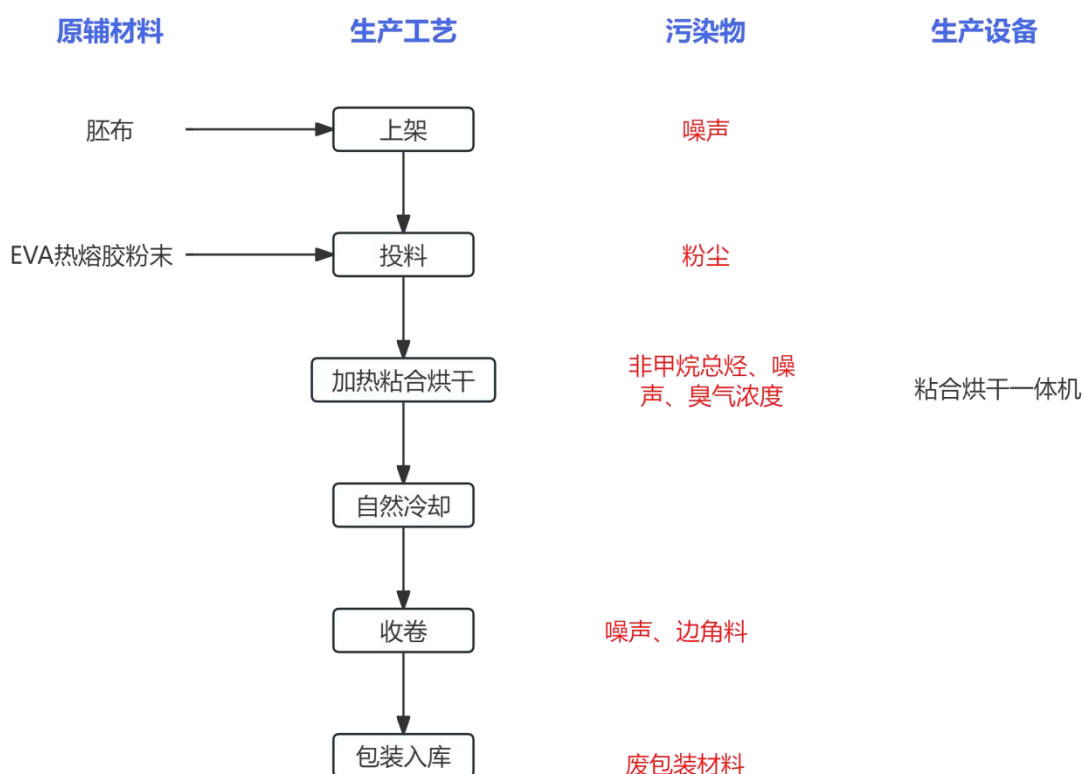 原辅材料 生产工艺 污染物 生产设备
胚布 上架 噪声
EVA热熔胶粉末 投料 粉尘
加热粘合烘干 非甲烷总烃、噪
声、臭气浓度 粘合烘干一体机
自然冷却
收卷 噪声、边角料
包装入库 废包装材料